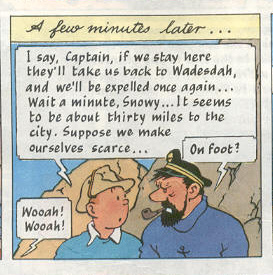 A few minutes later...
I say, Captain, if we stay here
they'll take us back to Wadesdah,
and we'll be expelled once again...
Wait a minute, Snowy... It seems
to be about thirty miles to the
city. Suppose we make
ourselves scarce...
On foot?
Wooah!
Wooah!